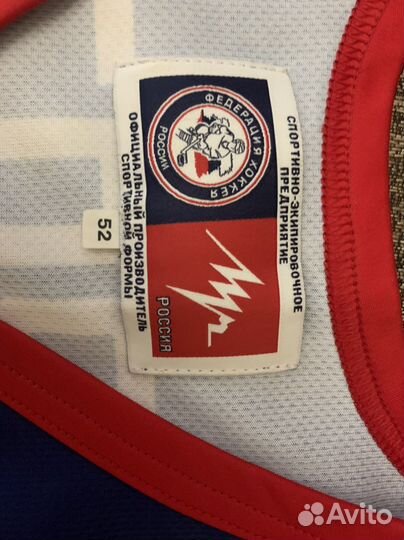 СПОРТИВНО-ЭКИПИРОВОЧНОЕ
ПРЕДПРИЯТИЕ
ФЕДЕРАЦИЯ ХОККЕЯ
РОССИИ
РОССИЯ
ОФИЦИАЛЬНЫЙ ПРОИЗВОДИТЕЛЬ
СПОРТИВНОЙ ФОРМЫ
52
Avito